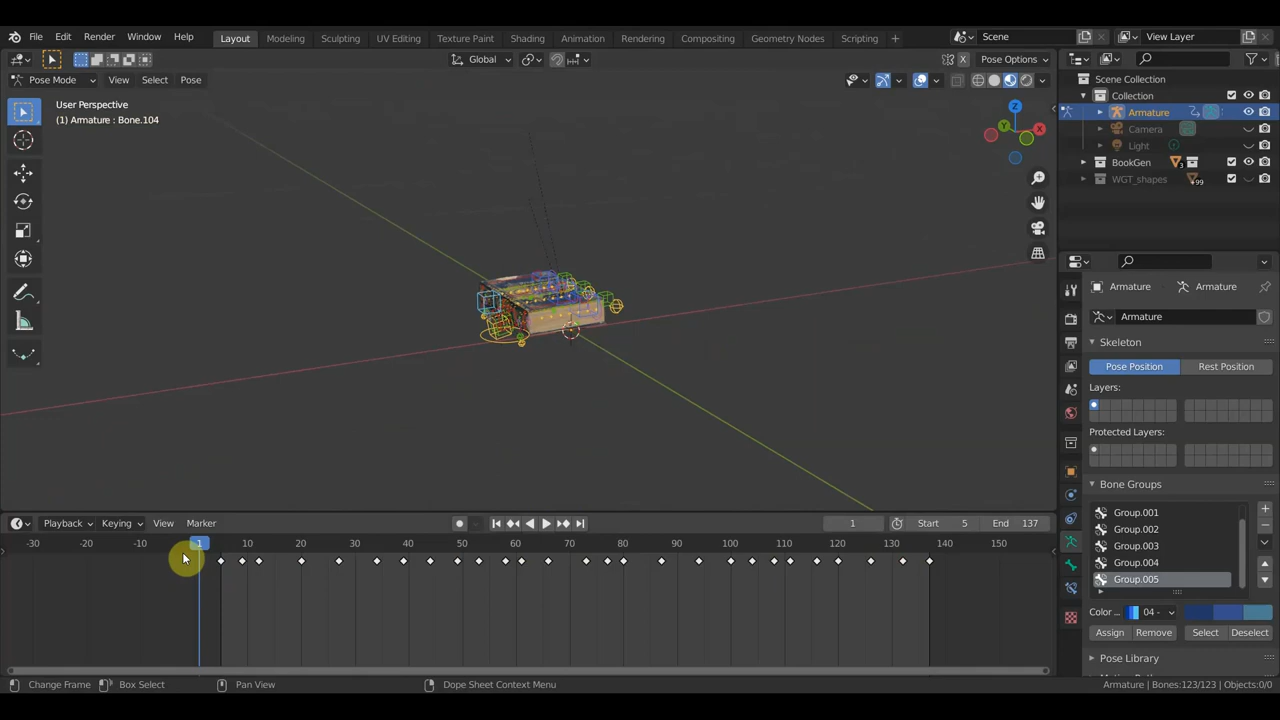 File Edit Render Window Help Layout Modeling Sculpting UV Editing Texture Paint Shading Animation Rendering Compositing Geometry Nodes Scripting + Scene View Layer
Global X Pose Options
Pose Mode View Select Pose
User Perspective
(1) Armature : Bone.104
Z
Y
X
Scene Collection
Collection
Armature
Camera
Light
BookGen 3
WGT_shapes 99
Armature Armature
Armature
Skeleton
Pose Position Rest Position
Layers:
Protected Layers:
Bone Groups
Group.001
Group.002
Group.003
Group.004
Group.005
Color ... 04 -
Assign Remove Select Deselect
Pose Library
Playback Keying View Marker 1 Start 5 End 137
-30 -20 -10 1 10 20 30 40 50 60 70 80 90 100 110 120 130 140 150
Change Frame Box Select Pan View Dope Sheet Context Menu Armature | Bones:123/123 | Objects:0/0